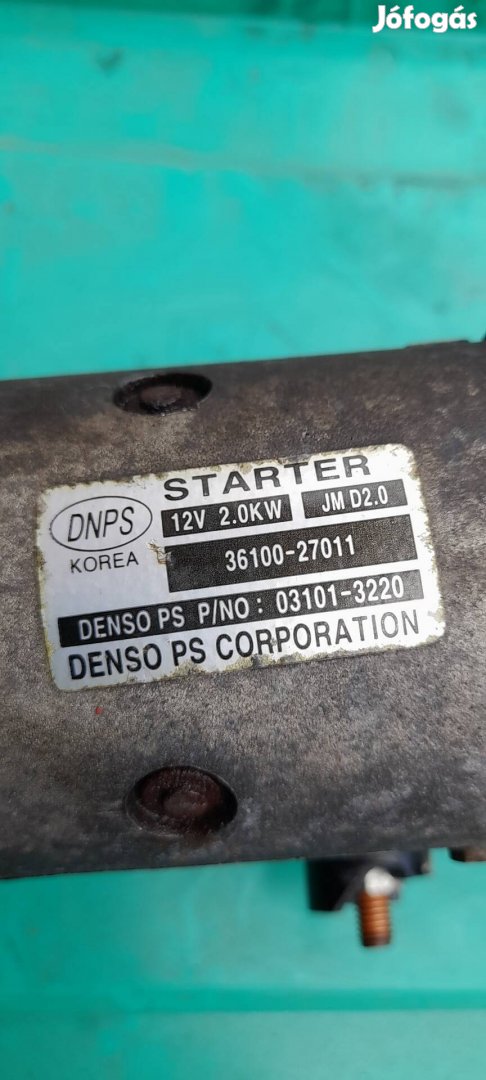 Jófogás
STARTER
DNPS
KOREA
12V 2.0KW JM D2.0
36100-27011
DENSO PS P/NO: 03101-3220
DENSO PS CORPORATION